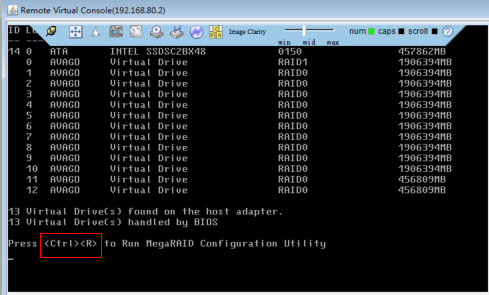 Remote Virtual Console(192.168.80.2)
Image Clarity
min mid max
num caps scroll ?
ID
14 0 ATA INTEL SSDSC2BX48 0150 457862MB
0 AVAGO Virtual Drive RAID1 1906394MB
1 AVAGO Virtual Drive RAID0 1906394MB
2 AVAGO Virtual Drive RAID0 1906394MB
3 AVAGO Virtual Drive RAID0 1906394MB
4 AVAGO Virtual Drive RAID0 1906394MB
5 AVAGO Virtual Drive RAID0 1906394MB
6 AVAGO Virtual Drive RAID0 1906394MB
7 AVAGO Virtual Drive RAID0 1906394MB
8 AVAGO Virtual Drive RAID0 1906394MB
9 AVAGO Virtual Drive RAID0 1906394MB
10 AVAGO Virtual Drive RAID0 1906394MB
11 AVAGO Virtual Drive RAID0 456809MB
12 AVAGO Virtual Drive RAID0 456809MB
13 Virtual Drive(s) found on the host adapter.
13 Virtual Drive(s) handled by BIOS
Press <Ctrl><R> to Run MegaRAID Configuration Utility